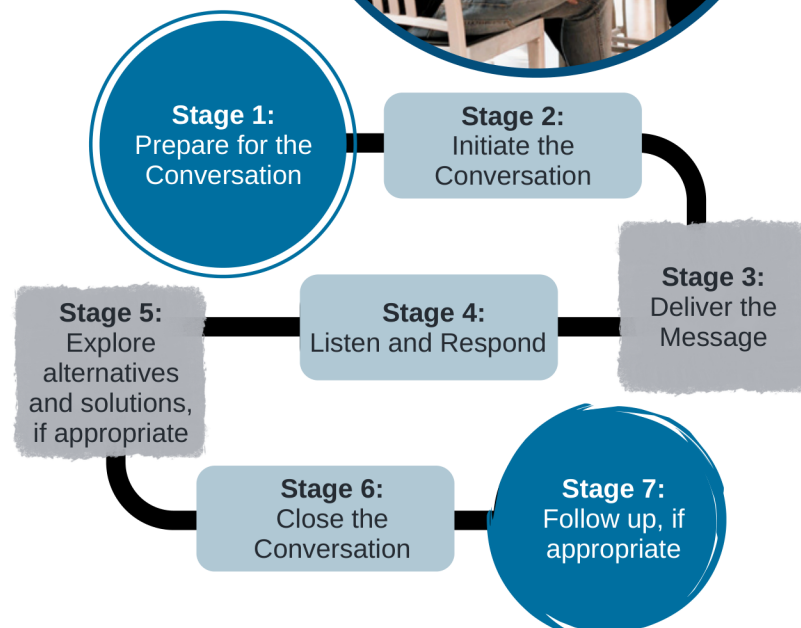 Stage 1:
Prepare for the
Conversation
Stage 2:
Initiate the
Conversation
Stage 3:
Deliver the
Message
Stage 4:
Listen and Respond
Stage 5:
Explore
alternatives
and solutions,
if appropriate
Stage 6:
Close the
Conversation
Stage 7:
Follow up, if
appropriate